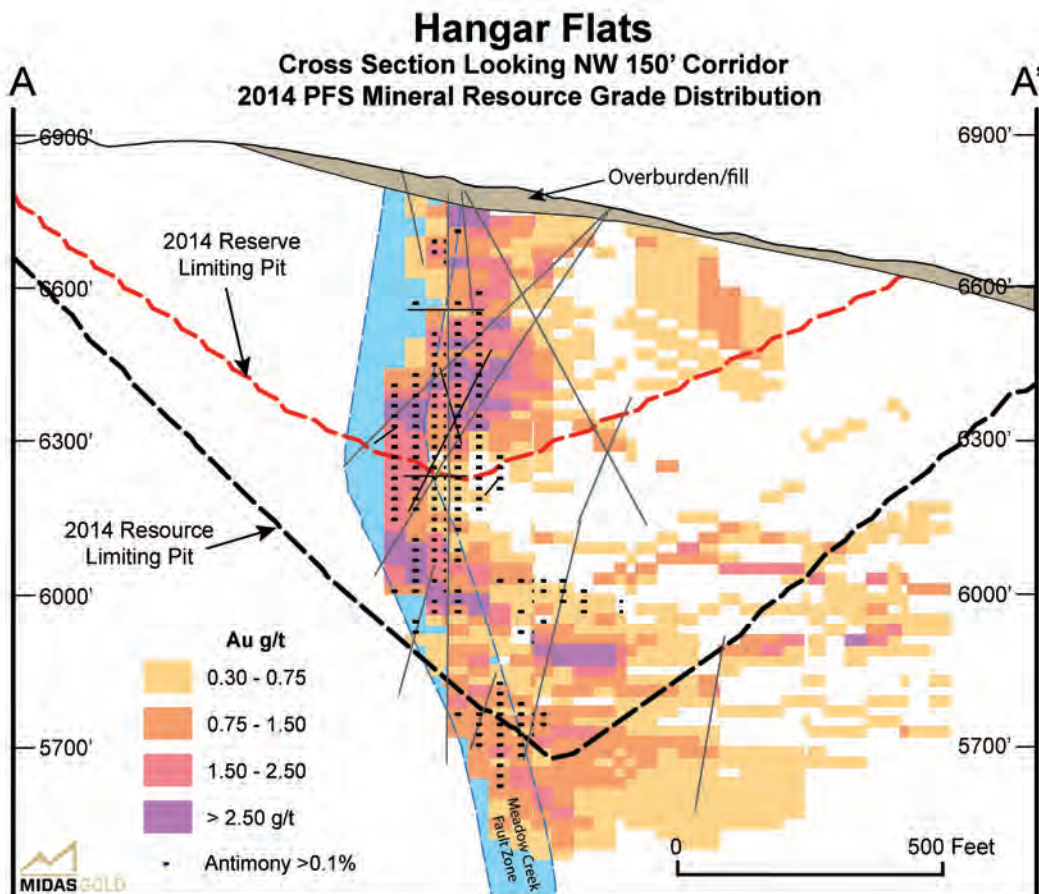 Hangar Flats
Cross Section Looking NW 150' Corridor
2014 PFS Mineral Resource Grade Distribution
A
A'
6900'
6900'
Overburden/fill
2014 Reserve
Limiting Pit
6600'
6600'
6300'
6300'
2014 Resource
Limiting Pit
6000'
6000'
Au g/t
0.30 - 0.75
0.75 - 1.50
1.50 - 2.50
> 2.50 g/t
Antimony >0.1%
5700'
5700'
Meadow Creek
Fault Zone
0
500 Feet
MIDASGOLD